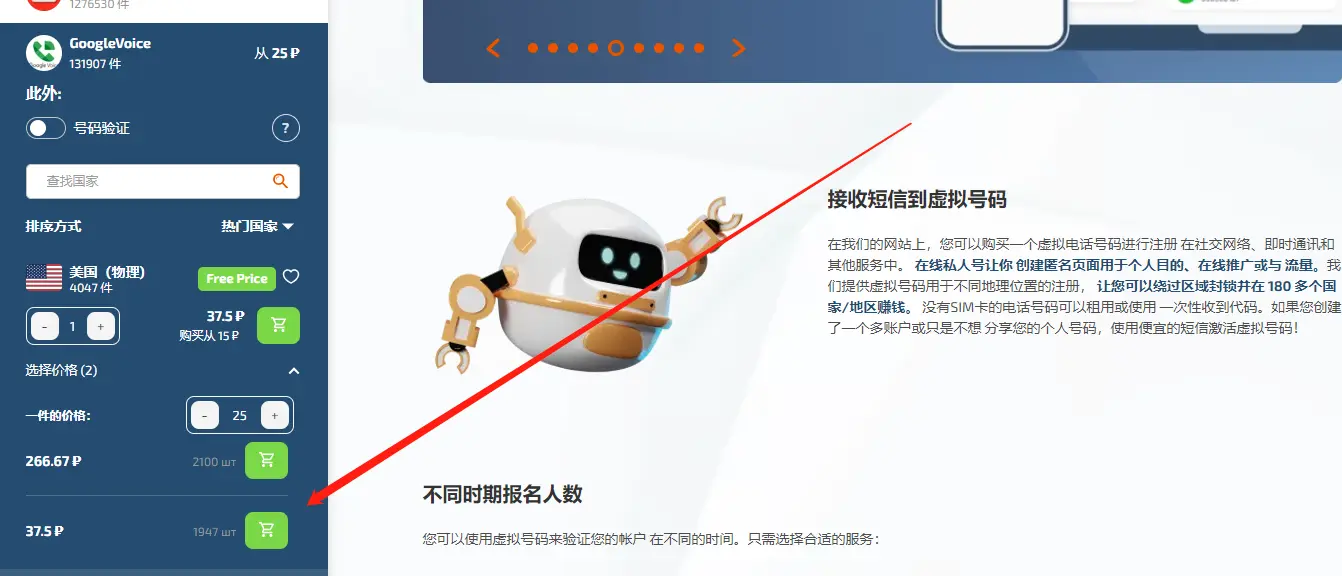 1276530 件
GoogleVoice
131907 件
从 25 ₽
此外:
号码验证
?
查找国家
排序方式
热门国家
美国（物理）
4047 件
Free Price
- 1 +
37.5 ₽
购买从 15 ₽
选择价格 (2)
一件的价格:
- 25 +
266.67 ₽
2100 шт
37.5 ₽
1947 шт
接收短信到虚拟号码
在我们的网站上，您可以购买一个虚拟电话号码进行注册 在社交网络、即时通讯和
其他服务中。 在线私人号让你 创建匿名页面用于个人目的、在线推广或与 流量。我
们提供虚拟号码用于不同地理位置的注册， 让您可以绕过区域封锁并在 180 多个国
家/地区赚钱。 没有SIM卡的电话号码可以租用或使用 一次性收到代码。如果您创建
了一个多账户或只是不想 分享您的个人号码，使用便宜的短信激活虚拟号码！
不同时期报名人数
您可以使用虚拟号码来验证您的帐户 在不同的时间。只需选择合适的服务：